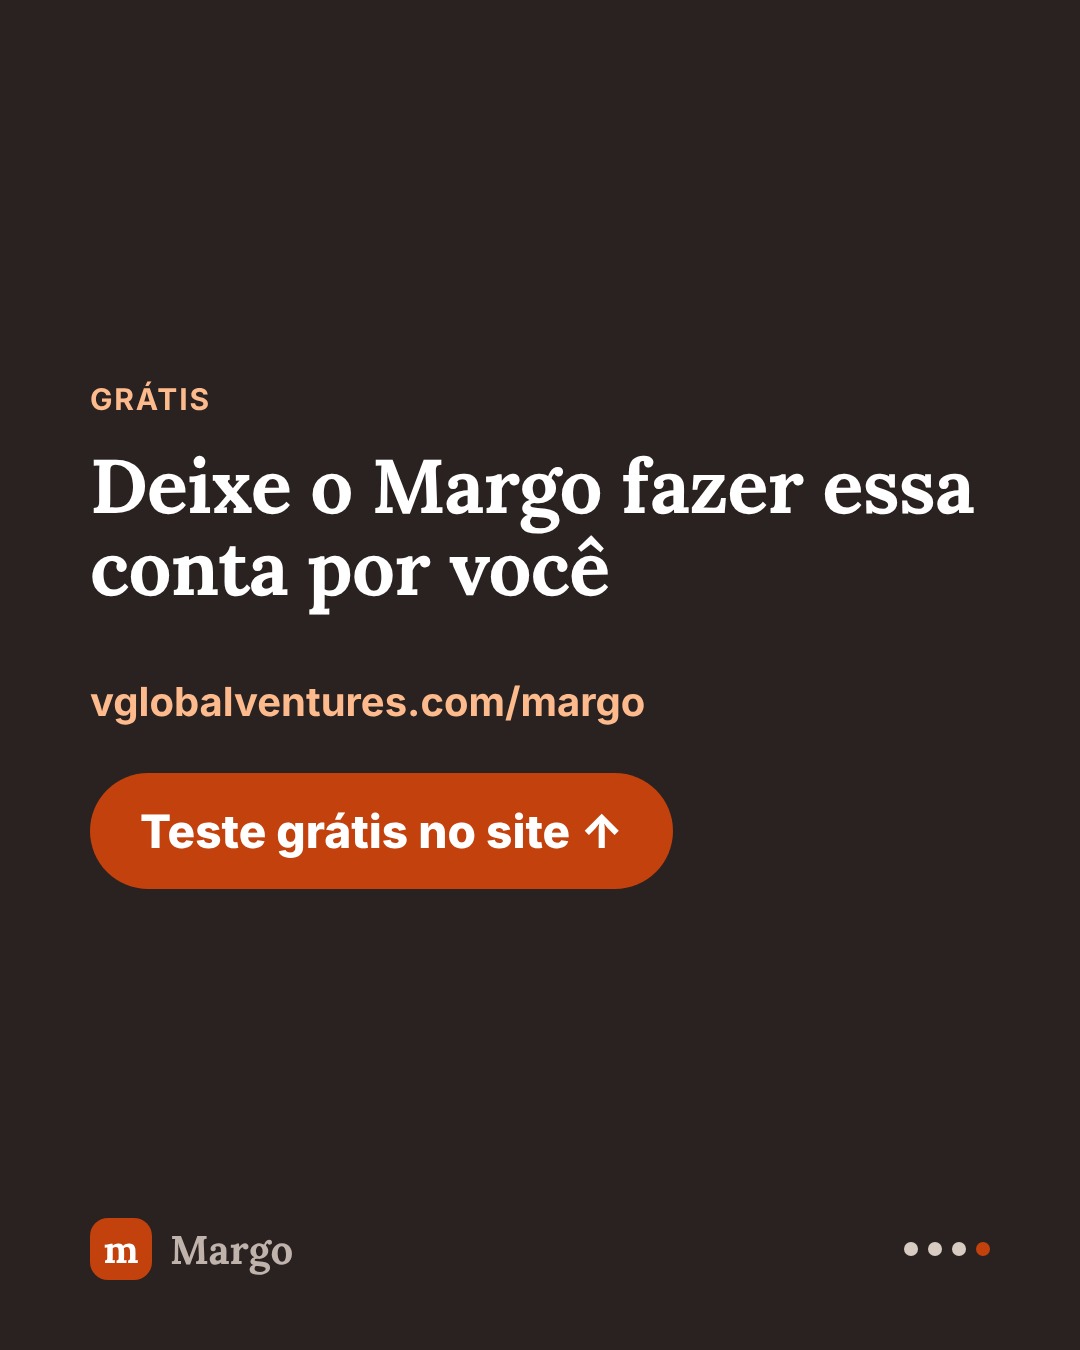 GRÁTIS
Deixe o Margo fazer essa
conta por você
vglobalventures.com/margo
Teste grátis no site ↑
m Margo